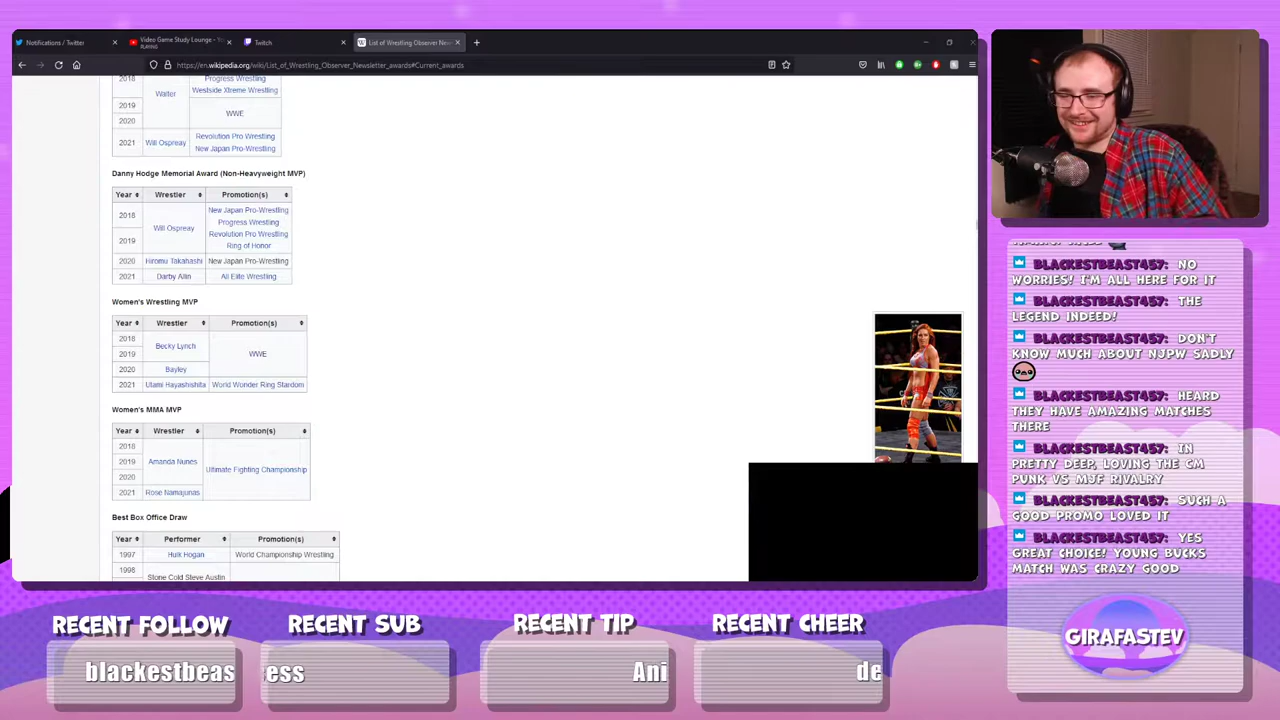 Notifications / Twitter
Video Game Study Lounge - Yo
PLAYING
Twitch
List of Wrestling Observer New
https://en.wikipedia.org/wiki/List_of_Wrestling_Observer_Newsletter_awards#Current_awards
2018 Progress Wrestling
Walter Westside Xtreme Wrestling
2019
WWE
2020
2021 Will Ospreay Revolution Pro Wrestling
New Japan Pro-Wrestling
Danny Hodge Memorial Award (Non-Heavyweight MVP)
Year Wrestler Promotion(s)
2018 New Japan Pro-Wrestling
Progress Wrestling
Will Ospreay
2019 Revolution Pro Wrestling
Ring of Honor
2020 Hiromu Takahashi New Japan Pro-Wrestling
2021 Darby Allin All Elite Wrestling
Women's Wrestling MVP
Year Wrestler Promotion(s)
2018
Becky Lynch
2019 WWE
2020 Bayley
2021 Utami Hayashishita World Wonder Ring Stardom
Women's MMA MVP
Year Wrestler Promotion(s)
2018
2019 Amanda Nunes
Ultimate Fighting Championship
2020
2021 Rose Namajunas
Best Box Office Draw
Year Performer Promotion(s)
1997 Hulk Hogan World Championship Wrestling
1998
Stone Cold Steve Austin
BLACKESTBEAST457: NO
WORRIES! I'M ALL HERE FOR IT
BLACKESTBEAST457: THE
LEGEND INDEED!
BLACKESTBEAST457: DON'T
KNOW MUCH ABOUT NJPW SADLY
BLACKESTBEAST457: HEARD
THEY HAVE AMAZING MATCHES
THERE
BLACKESTBEAST457: IN
PRETTY DEEP, LOVING THE CM
PUNK VS MJF RIVALRY
BLACKESTBEAST457: SUCH A
GOOD PROMO LOVED IT
BLACKESTBEAST457: YES
GREAT CHOICE! YOUNG BUCKS
MATCH WAS CRAZY GOOD
GIRAFASTEV
RECENT FOLLOW
blackestbeas
RECENT SUB
ess
RECENT TIP
Ani
RECENT CHEER
de